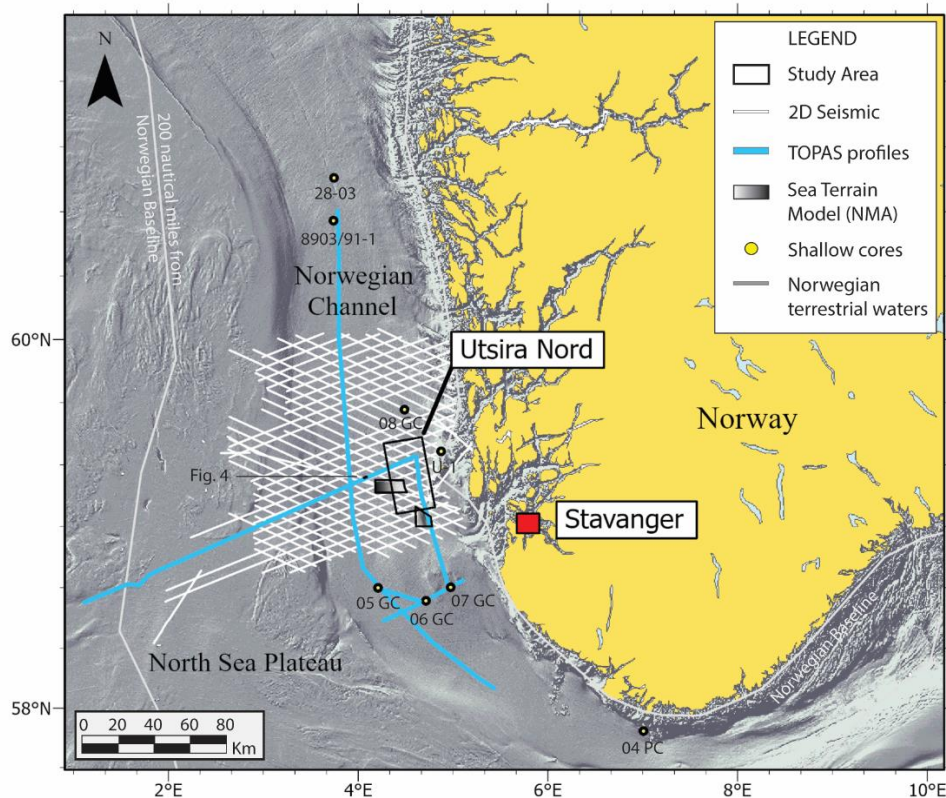 N
200 nautical miles from
Norwegian Baseline
28-03
8903/91-1
Norwegian
Channel
LEGEND
Study Area
2D Seismic
TOPAS profiles
Sea Terrain
Model (NMA)
Shallow cores
Norwegian
terrestrial waters
60°N
Utsira Nord
08 GC
Norway
U-1
Fig. 4
Stavanger
05 GC
06 GC
07 GC
Norwegian Baseline
North Sea Plateau
58°N
0 20 40 60 80
Km
04 PC
2°E 4°E 6°E 8°E 10°E